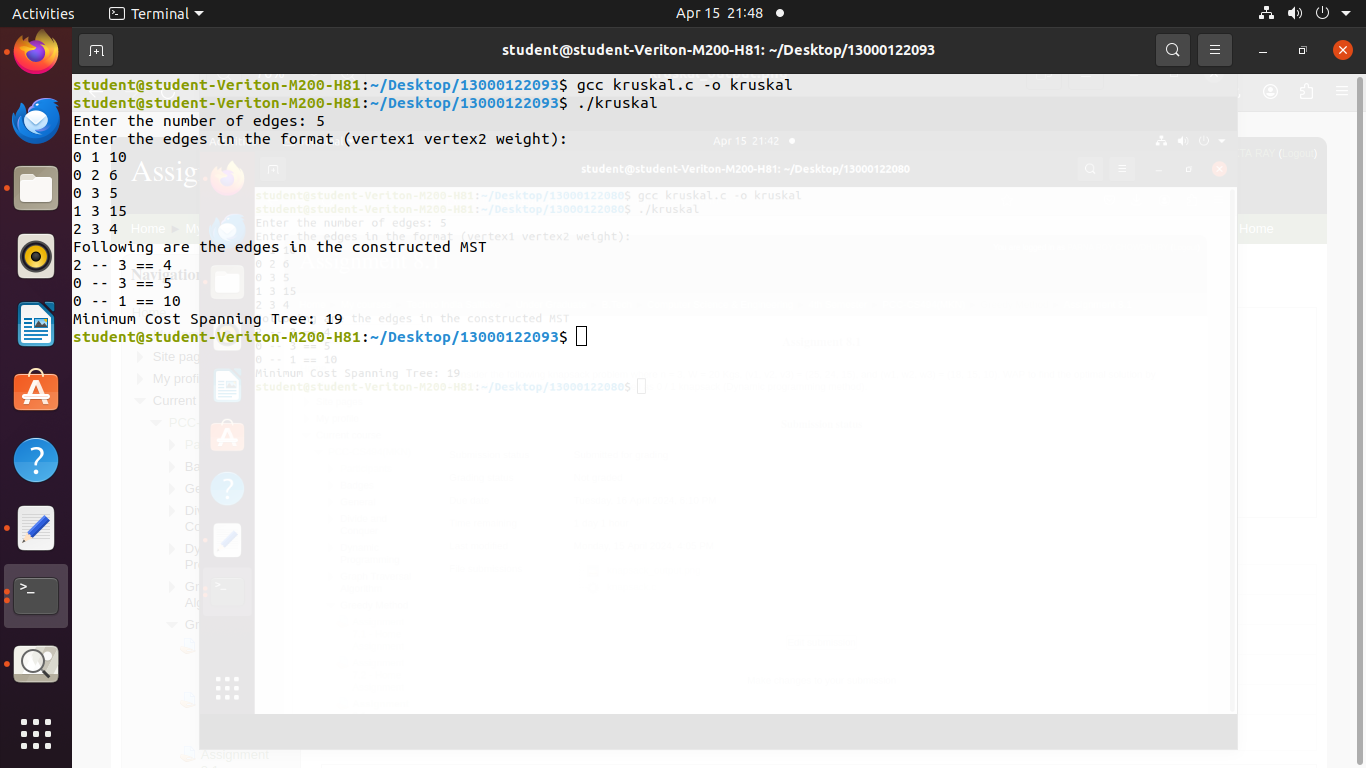 Activities
Terminal
Apr 15 21:48
student@student-Veriton-M200-H81: ~/Desktop/13000122093
student@student-Veriton-M200-H81:~/Desktop/13000122093$ gcc kruskal.c -o kruskal
student@student-Veriton-M200-H81:~/Desktop/13000122093$ ./kruskal
Enter the number of edges: 5
Enter the edges in the format (vertex1 vertex2 weight):
0 1 10
0 2 6
0 3 5
1 3 15
2 3 4
Following are the edges in the constructed MST
2 -- 3 == 4
0 -- 3 == 5
0 -- 1 == 10
Minimum Cost Spanning Tree: 19
student@student-Veriton-M200-H81:~/Desktop/13000122093$
Apr 15 21:42
student@student-Veriton-M200-H81: ~/Desktop/13000122080
student@student-Veriton-M200-H81:~/Desktop/13000122080$ gcc kruskal.c -o kruskal
student@student-Veriton-M200-H81:~/Desktop/13000122080$ ./kruskal
Enter the number of edges: 5
Enter the edges in the format (vertex1 vertex2 weight):
0 2 6
0 3 5
1 3 15
2 3 4
the edges in the constructed MST
0 -- 3 == 5
0 -- 1 == 10
Minimum Cost Spanning Tree: 19
student@student-Veriton-M200-H81:~/Desktop/13000122080$
Assig
Home
Home
Navigation
Site pag
My profi
Current
PCC-
Assignment